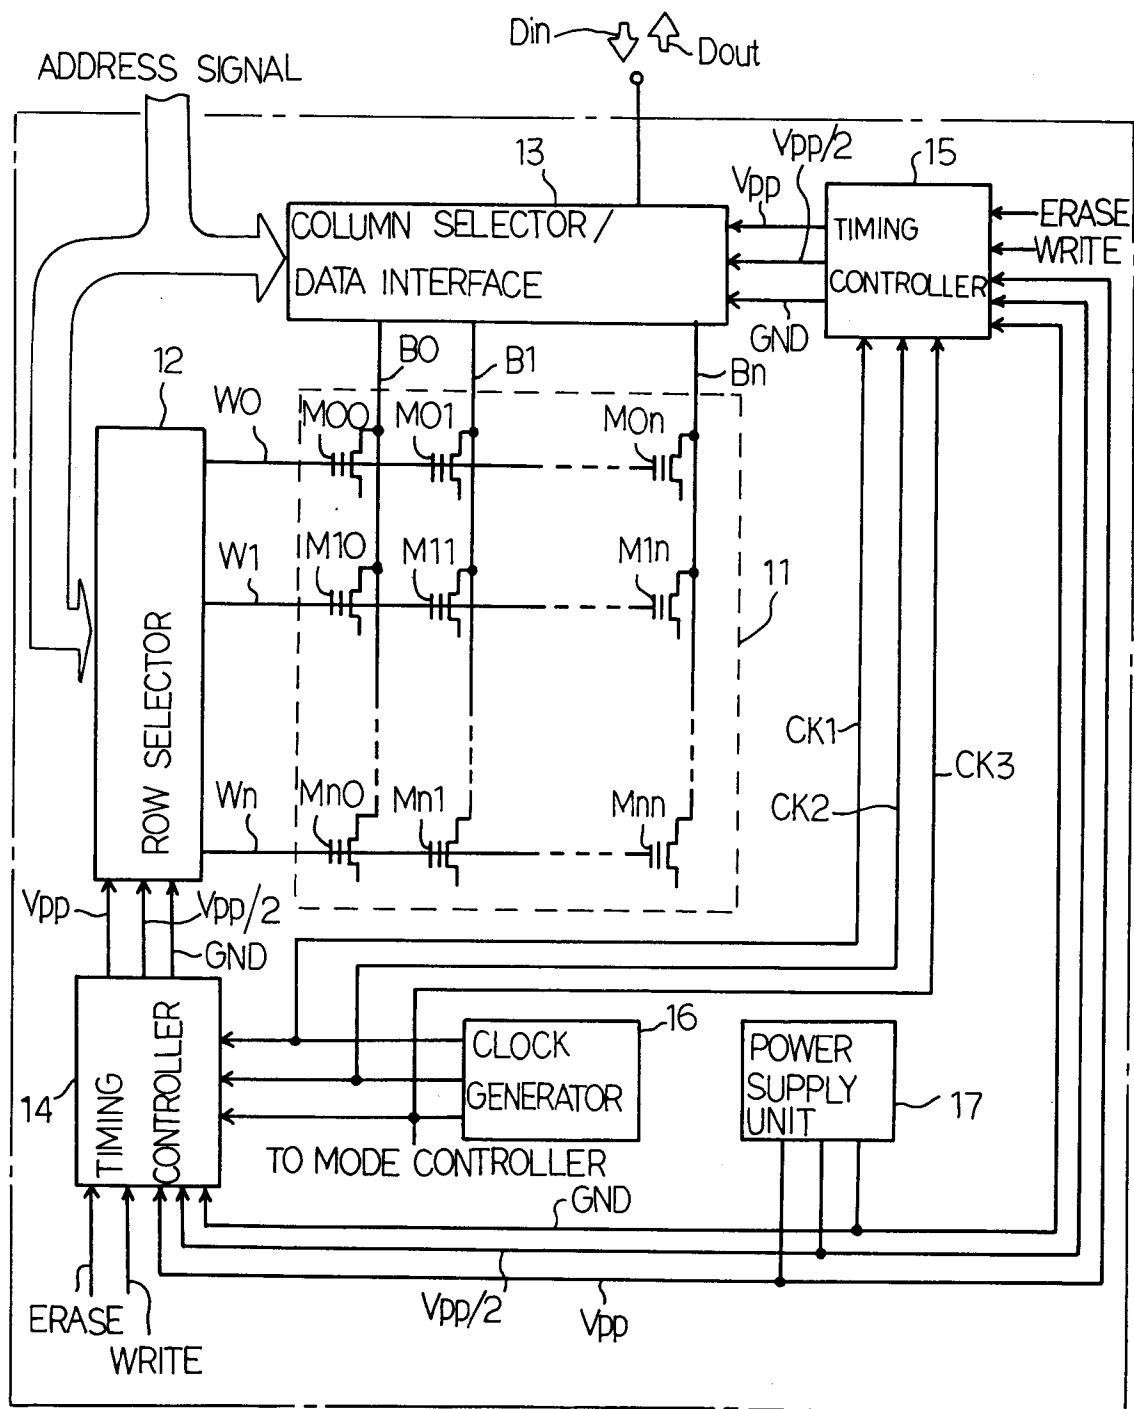 Din
Dout
ADDRESS SIGNAL
13
Vpp/2
15
Vpp
COLUMN SELECTOR /
DATA INTERFACE
TIMING
CONTROLLER
ERASE
WRITE
GND
12
B0
B1
Bn
W0
M00
M01
M0n
W1
M10
M11
M1n
11
ROW SELECTOR
CK1
CK3
CK2
Wn
Mn0
Mn1
Mnn
Vpp
Vpp/2
GND
14
TIMING
CONTROLLER
CLOCK
GENERATOR
16
POWER
SUPPLY
UNIT
17
TO MODE CONTROLLER
GND
Vpp/2
Vpp
ERASE
WRITE